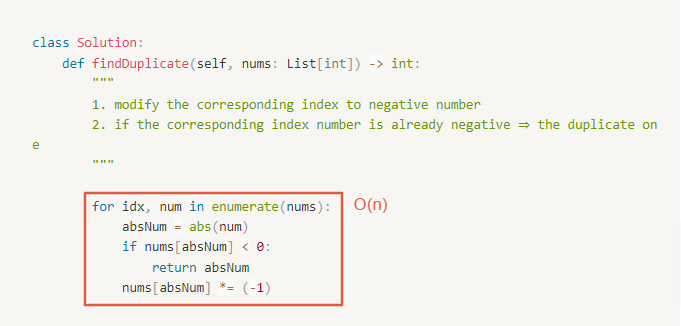 class Solution:
    def findDuplicate(self, nums: List[int]) -> int:
        """
        1. modify the corresponding index to negative number
        2. if the corresponding index number is already negative ⇒ the duplicate on
e
        """
        for idx, num in enumerate(nums): O(n)
            absNum = abs(num)
            if nums[absNum] < 0:
                return absNum
            nums[absNum] *= (-1)